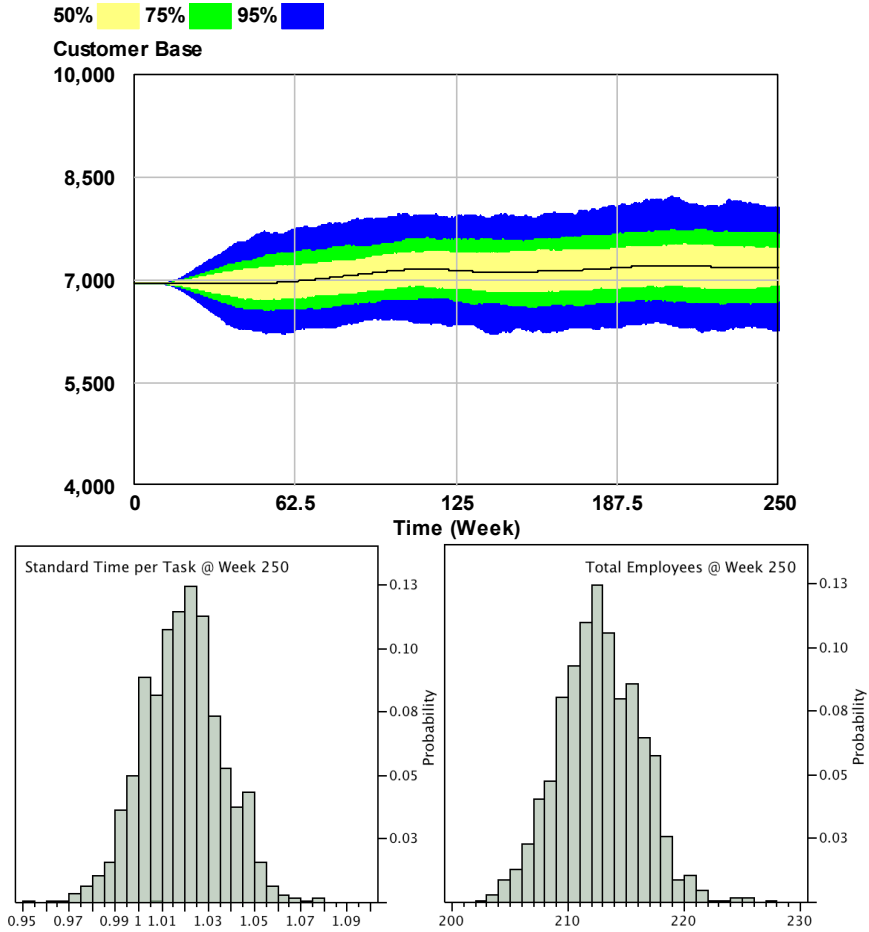 50% 75% 95%
Customer Base
10,000
8,500
7,000
5,500
4,000
0 62.5 125 187.5 250
Time (Week)
Standard Time per Task @ Week 250
0.13
0.10
0.08
0.05
0.03
Probability
0.95 0.97 0.99 1 1.01 1.03 1.05 1.07 1.09
Total Employees @ Week 250
0.13
0.10
0.08
0.05
0.03
Probability
200 210 220 230